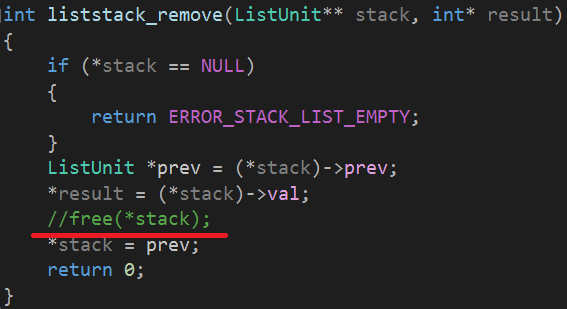 int liststack_remove(ListUnit** stack, int* result)
{
    if (*stack == NULL)
    {
        return ERROR_STACK_LIST_EMPTY;
    }
    ListUnit *prev = (*stack)->prev;
    *result = (*stack)->val;
    //free(*stack);
    *stack = prev;
    return 0;
}